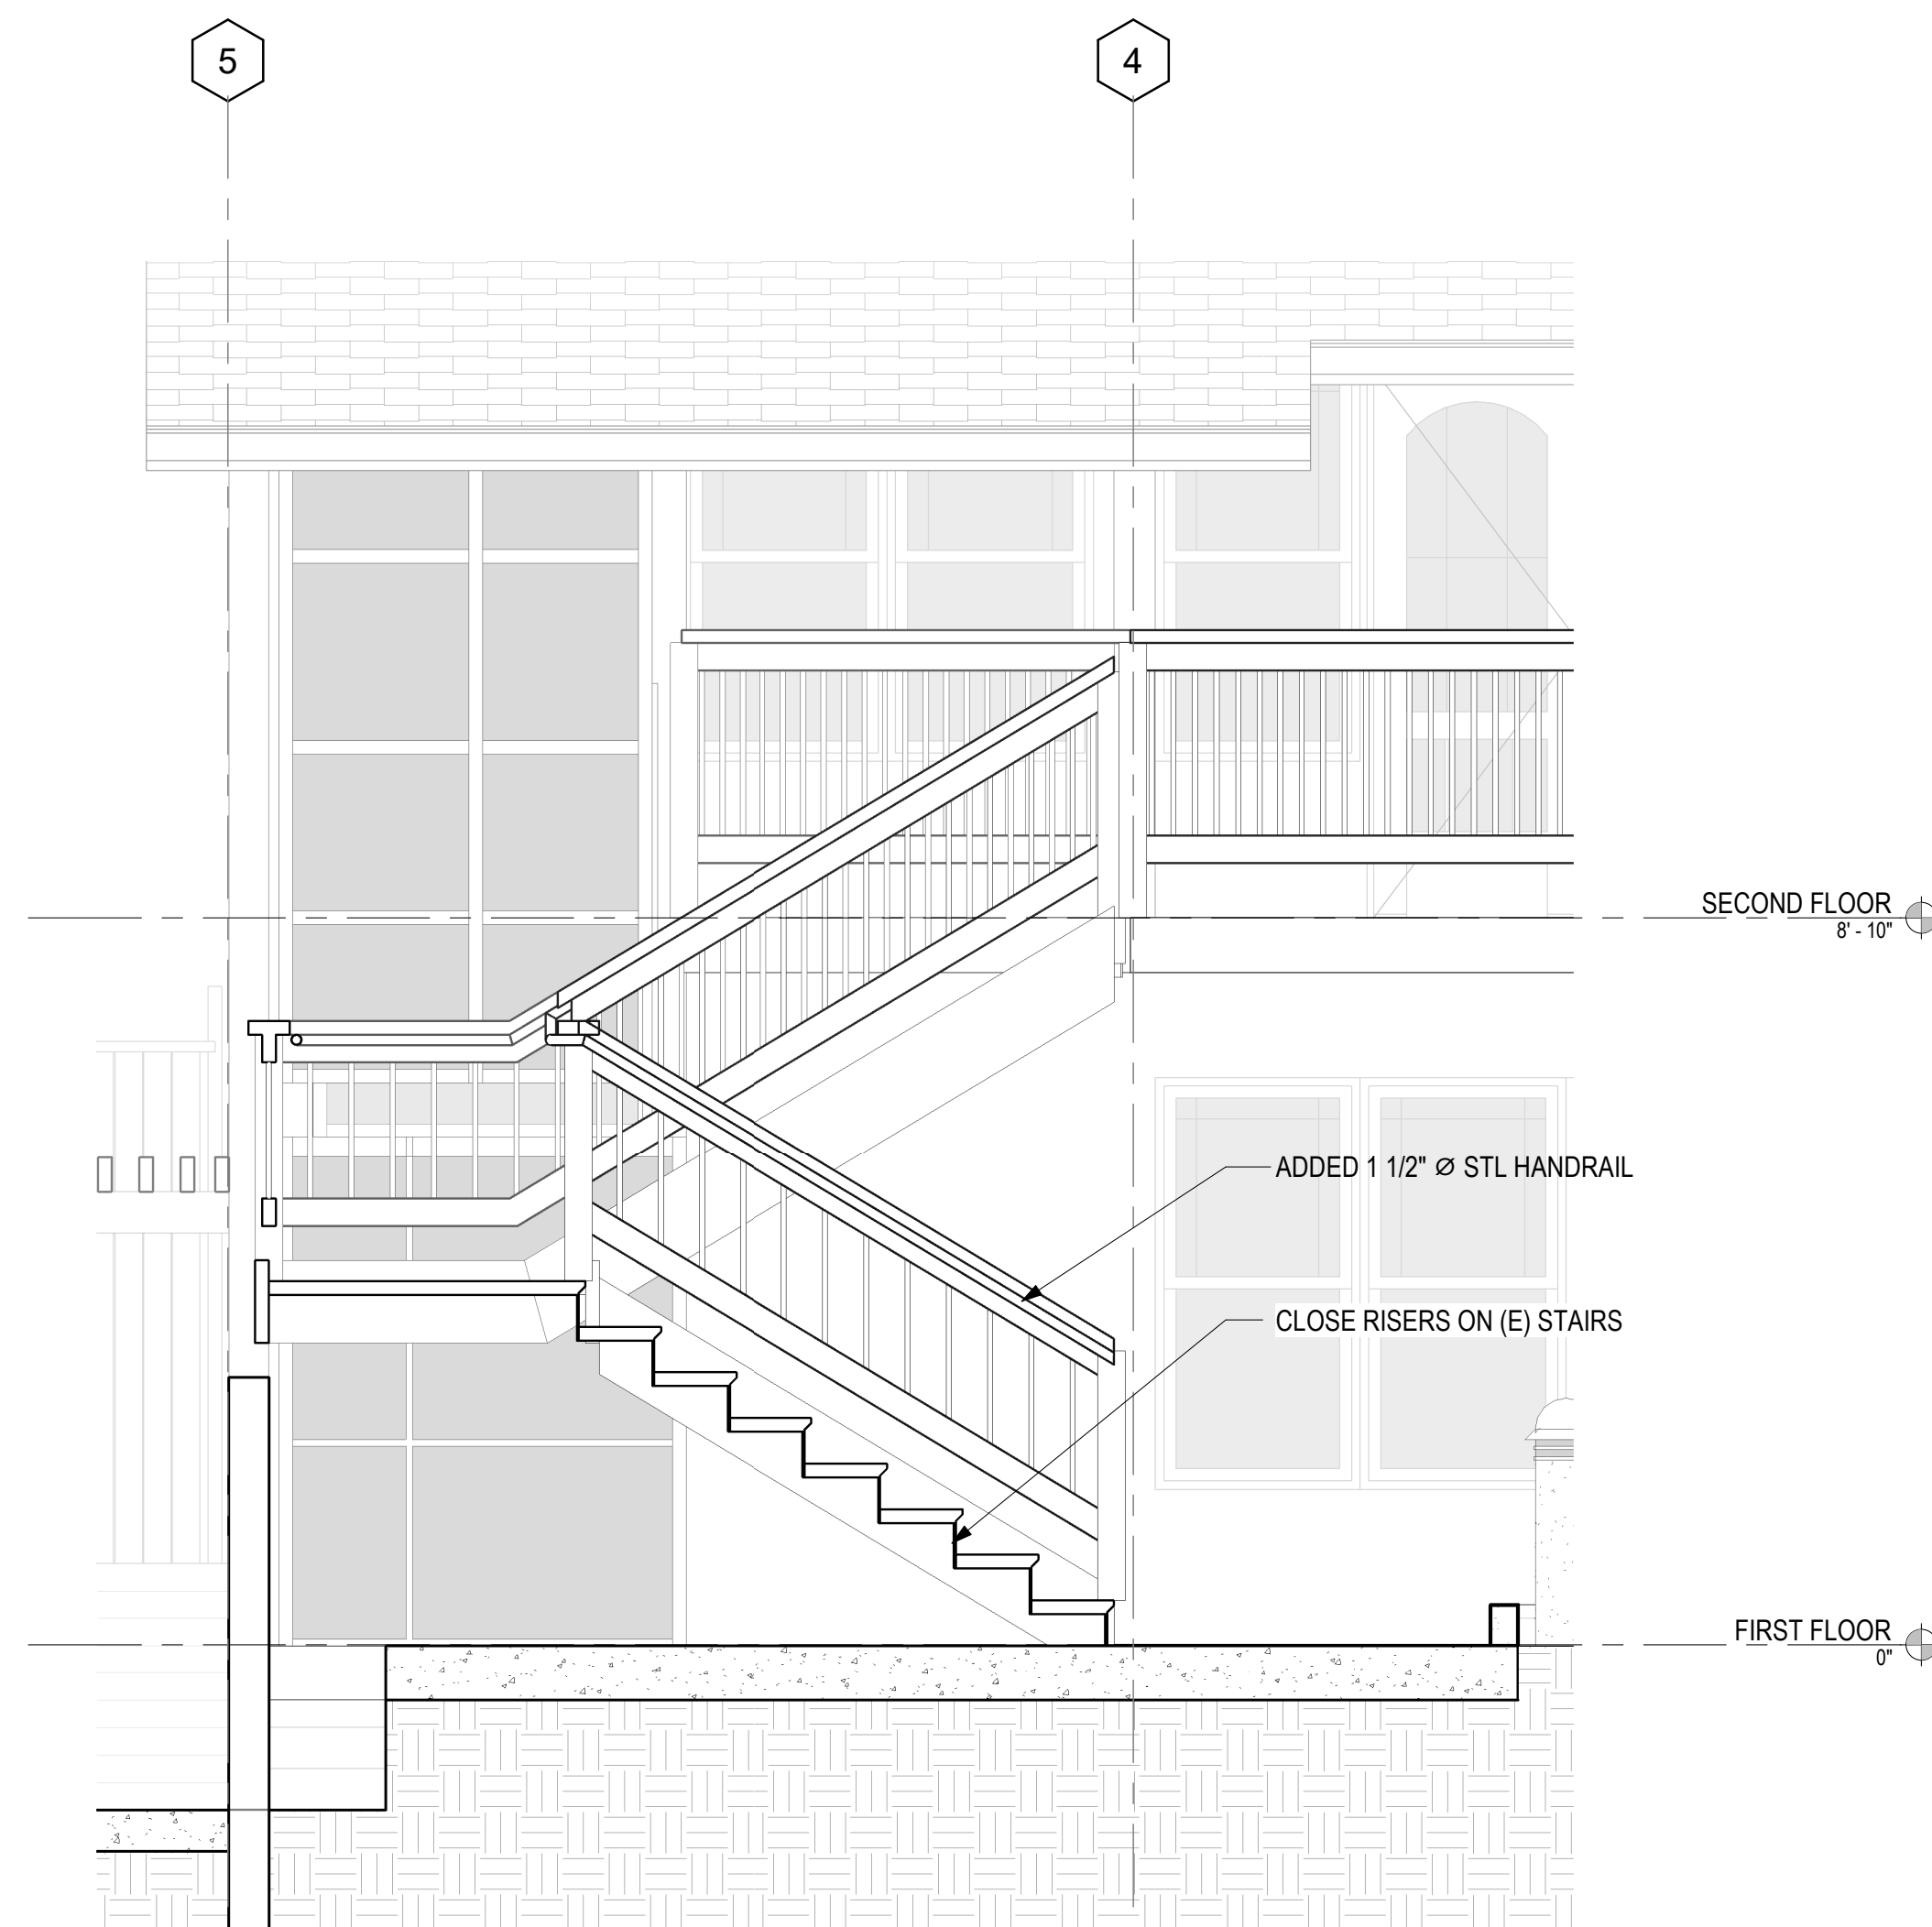 5
4
SECOND FLOOR
8' - 10"
ADDED 1 1/2" Ø STL HANDRAIL
CLOSE RISERS ON (E) STAIRS
FIRST FLOOR
0"